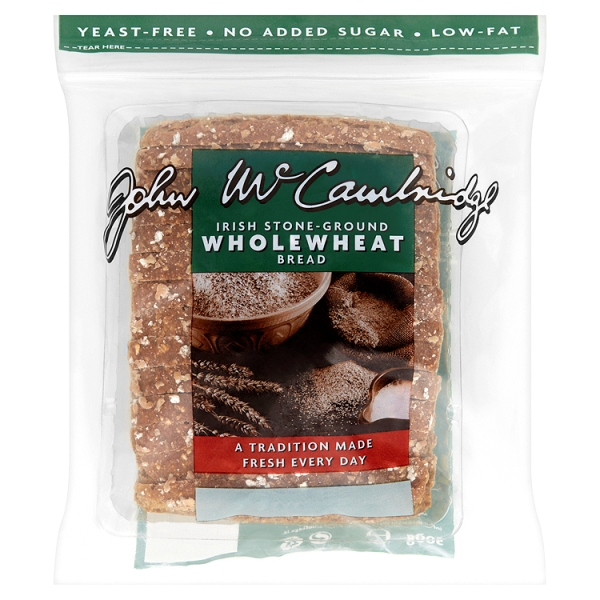 YEAST-FREE • NO ADDED SUGAR • LOW-FAT
TEAR HERE
John McCambridge
IRISH STONE-GROUND
WHOLEWHEAT
BREAD
A TRADITION MADE
FRESH EVERY DAY